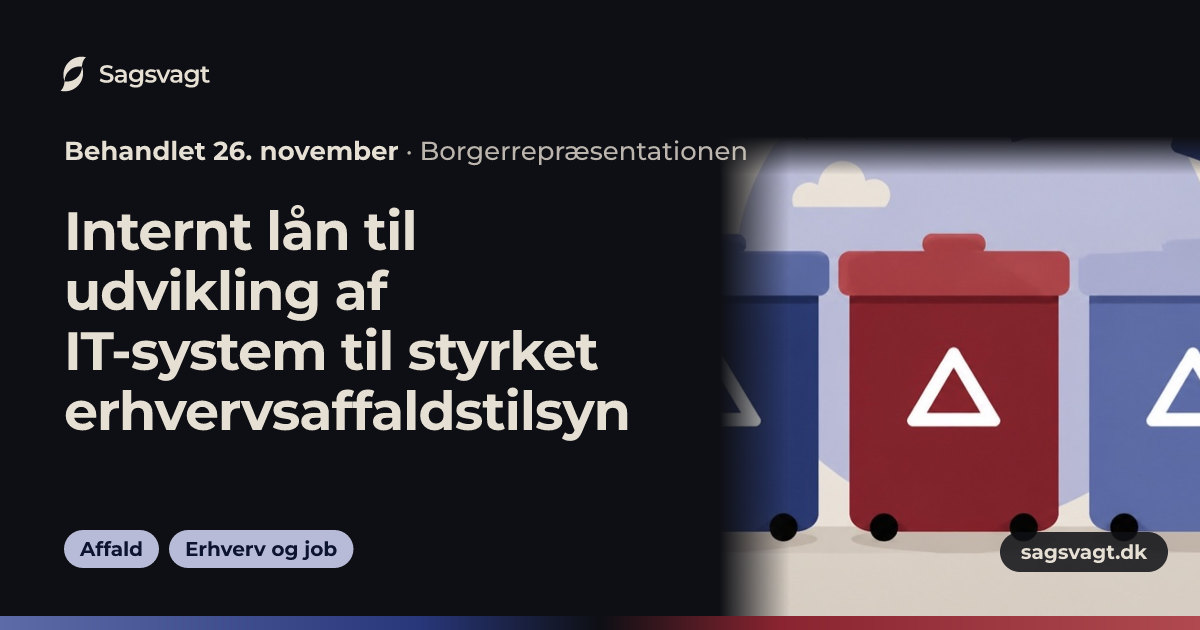 Sagsvagt
Behandlet 26. november · Borgerrepræsentationen
Internt lån til
udvikling af
IT-system til styrket
erhvervsaffaldstilsyn
Affald
Erhverv og job
sagsvagt.dk